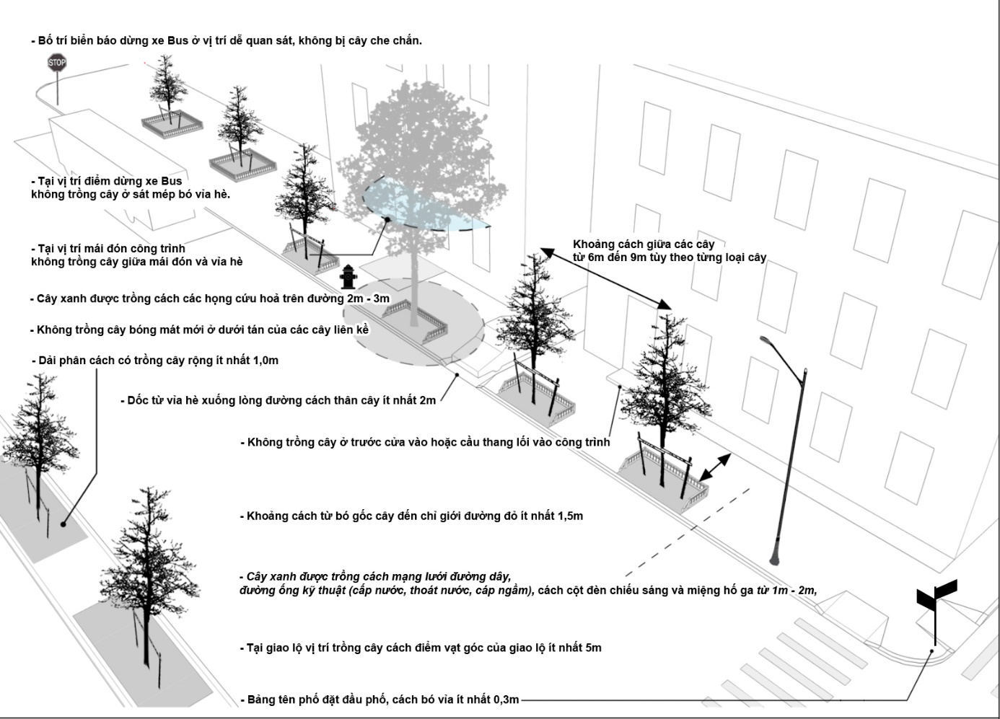 - Bố trí biển báo dừng xe Bus ở vị trí dễ quan sát, không bị cây che chắn.
STOP
- Tại vị trí điểm dừng xe Bus
không trồng cây ở sát mép bó vỉa hè.
- Tại vị trí mái đón công trình
không trồng cây giữa mái đón và vỉa hè
Khoảng cách giữa các cây
từ 6m đến 9m tùy theo từng loại cây
- Cây xanh được trồng cách các họng cứu hoả trên đường 2m - 3m
- Không trồng cây bóng mát mới ở dưới tán của các cây liên kề
- Dải phân cách có trồng cây rộng ít nhất 1,0m
- Dốc từ vỉa hè xuống lòng đường cách thân cây ít nhất 2m
- Không trồng cây ở trước cửa vào hoặc cầu thang lối vào công trình
- Khoảng cách từ bó gốc cây đến chỉ giới đường đỏ ít nhất 1,5m
- Cây xanh được trồng cách mạng lưới đường dây,
đường ống kỹ thuật (cấp nước, thoát nước, cáp ngầm), cách cột đèn chiếu sáng và miệng hố ga từ 1m - 2m,
- Tại giao lộ vị trí trồng cây cách điểm vạt góc của giao lộ ít nhất 5m
- Bảng tên phố đặt đầu phố, cách bó vỉa ít nhất 0,3m